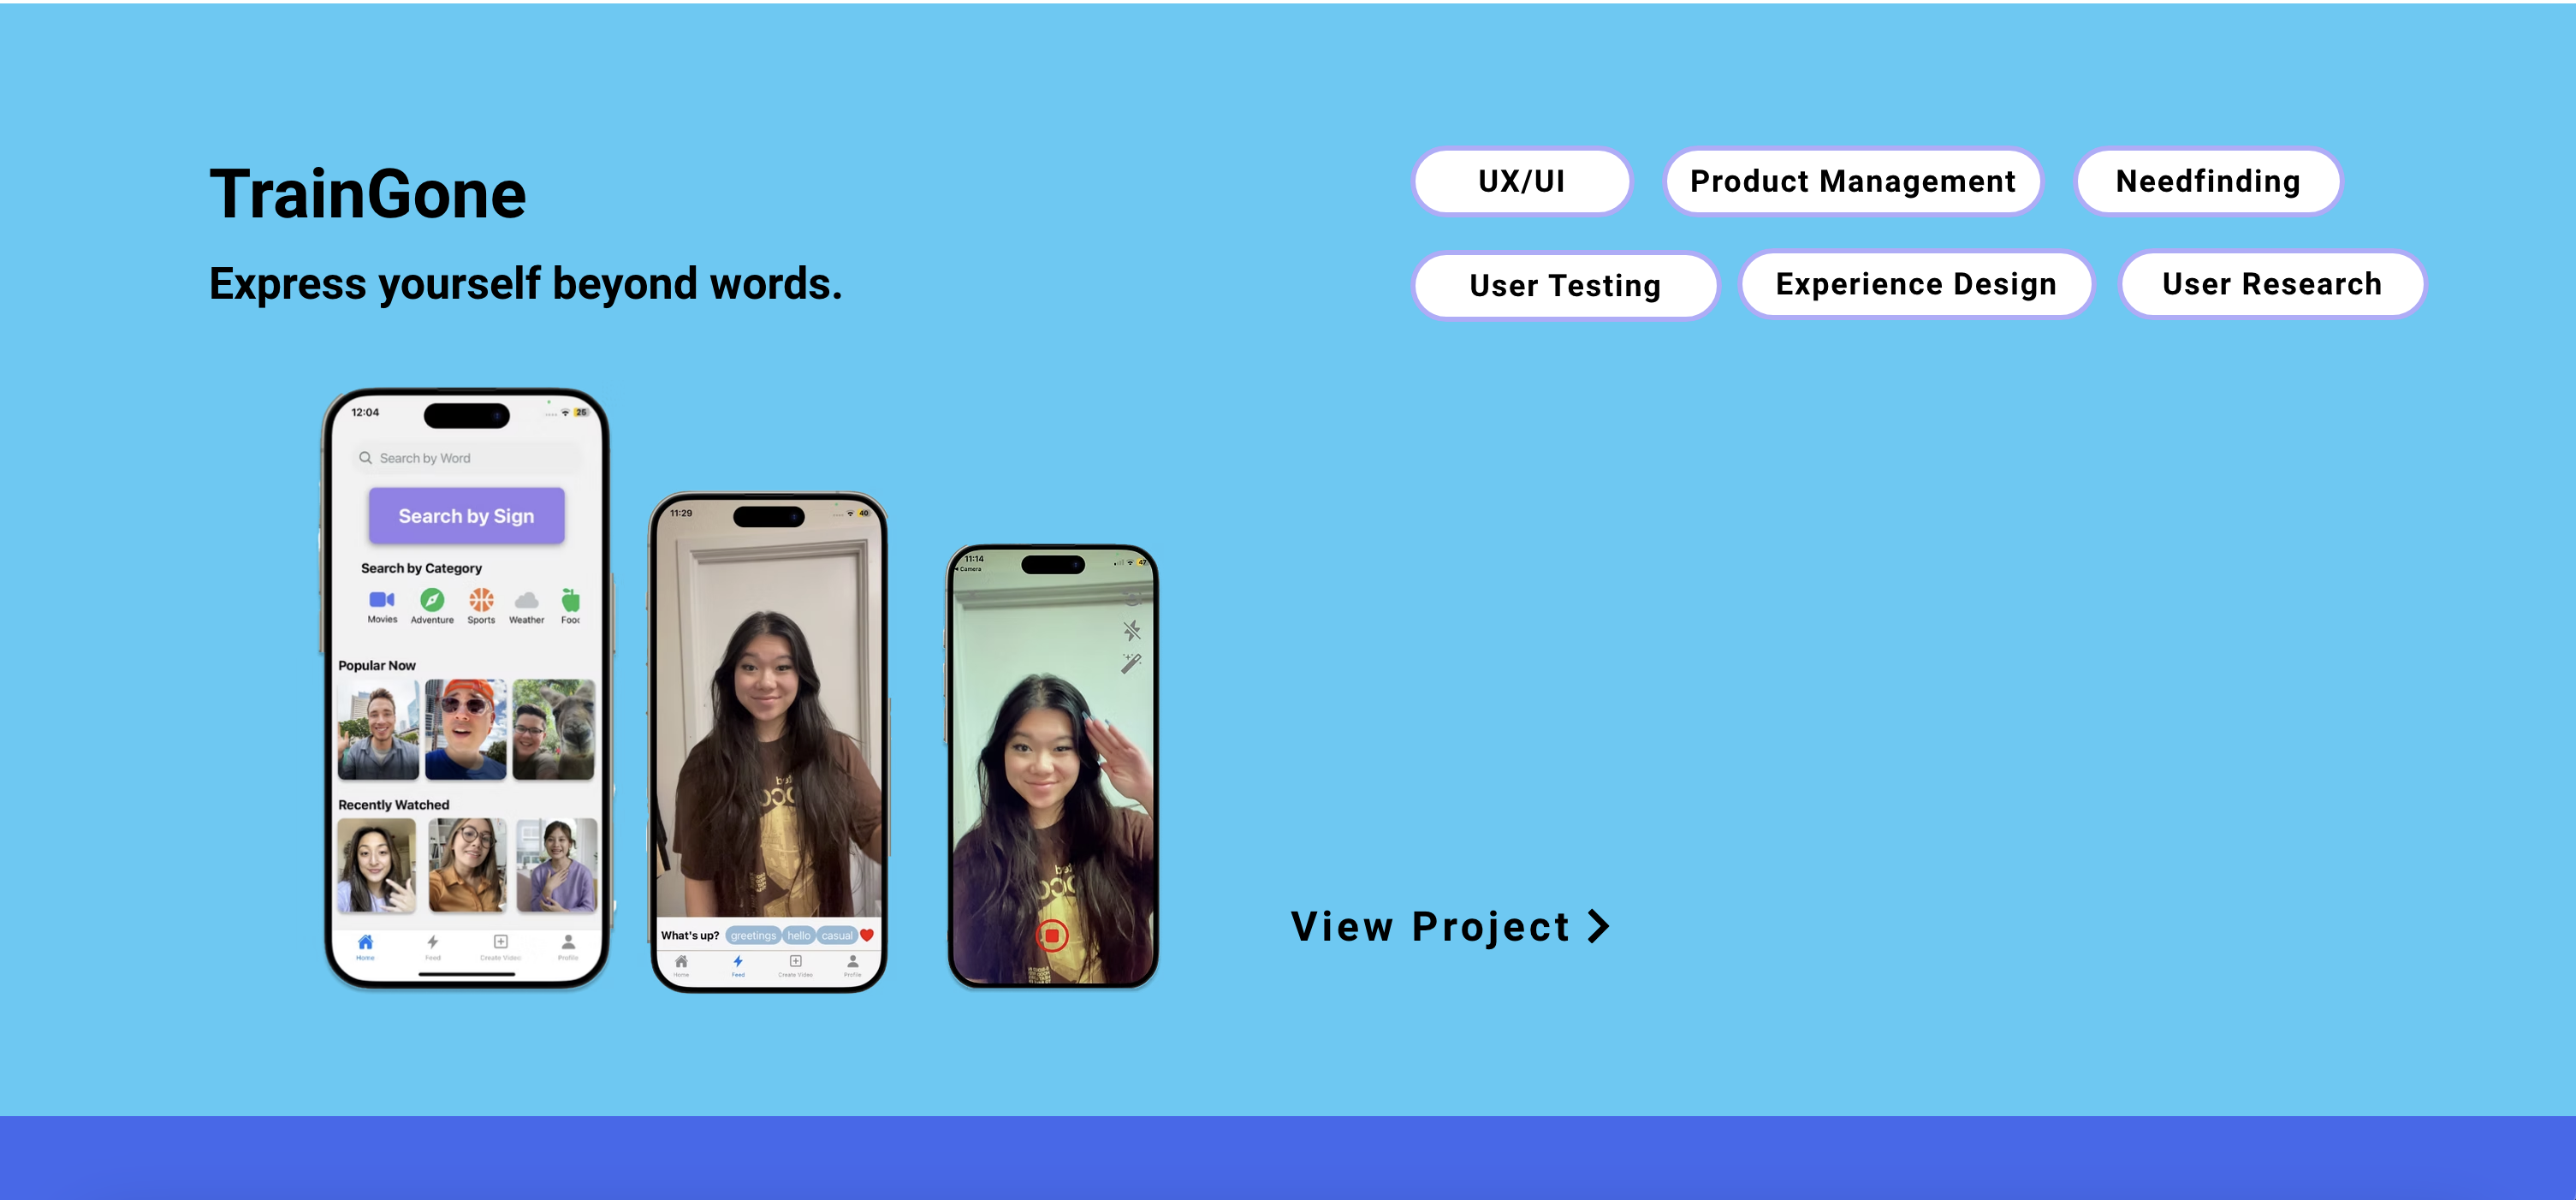 TrainGone
Express yourself beyond words.
UX/UI
Product Management
Needfinding
User Testing
Experience Design
User Research
12:04
25
Search by Word
Search by Sign
Search by Category
Movies
Adventure
Sports
Weather
Food
Popular Now
Recently Watched
Home
Feed
Create Video
Profile
11:29
40
What's up?
greetings
hello
casual
Home
Feed
Create Video
Profile
11:14
47
Camera
View Project